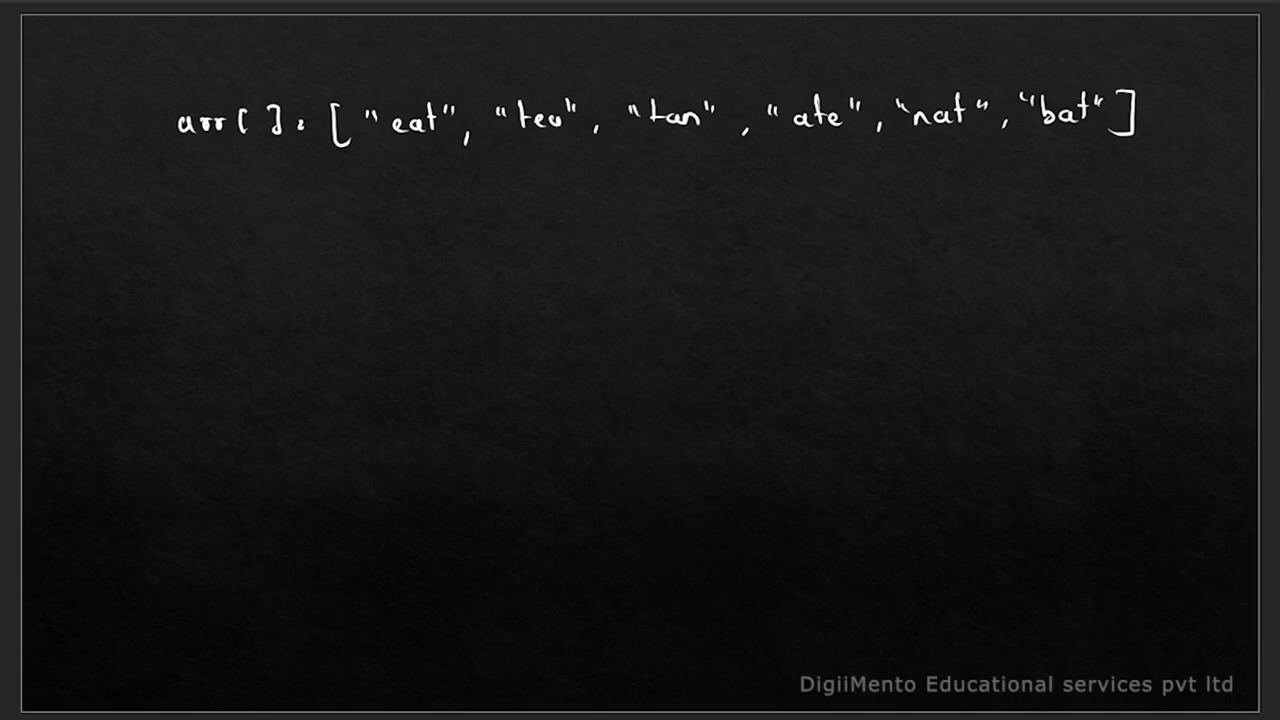 arr[ ] = [ "eat", "tea", "tan", "ate", "nat", "bat" ]
DigiiMento Educational services pvt ltd